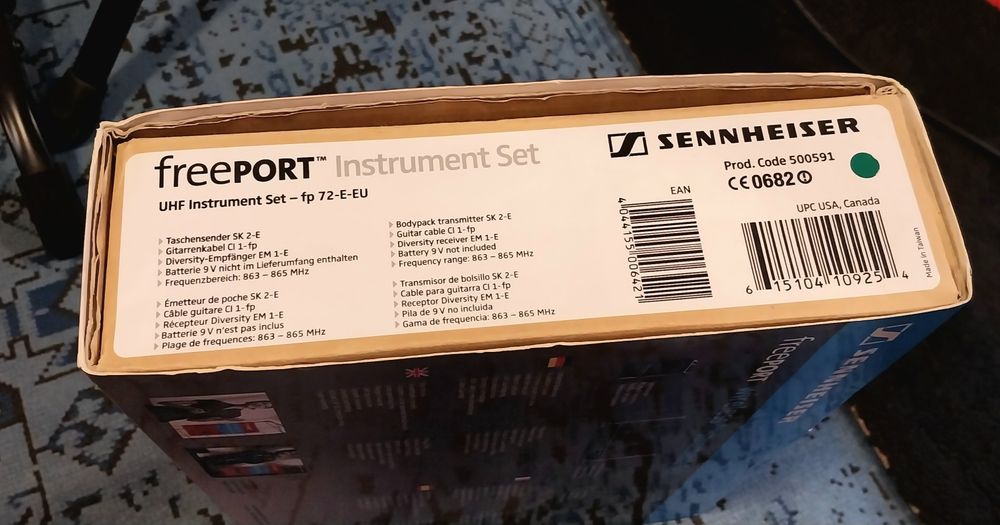 freePORT™ Instrument Set
UHF Instrument Set – fp 72-E-EU
Taschensender SK 2-E
Gitarrenkabel CI 1-fp
Diversity-Empfänger EM 1-E
Batterie 9 V nicht im Lieferumfang enthalten
Frequenzbereich: 863 – 865 MHz
Émetteur de poche SK 2-E
Câble guitare CI 1-fp
Récepteur Diversity EM 1-E
Batterie 9 V n'est pas inclus
Plage de frequences: 863 – 865 MHz
Bodypack transmitter SK 2-E
Guitar cable CI 1-fp
Diversity receiver EM 1-E
Battery 9 V not included
Frequency range: 863 – 865 MHz
Transmisor de bolsillo SK 2-E
Cable para guitarra CI 1-fp
Receptor Diversity EM 1-E
Pila de 9 V no incluida
Gama de frequencia: 863 – 865 MHz
SENNHEISER
Prod. Code 500591
CE 0682
EAN
4 044155 006421
UPC USA, Canada
6 15104 10925 4
Made in Taiwan
freePORT
SENNHEISER